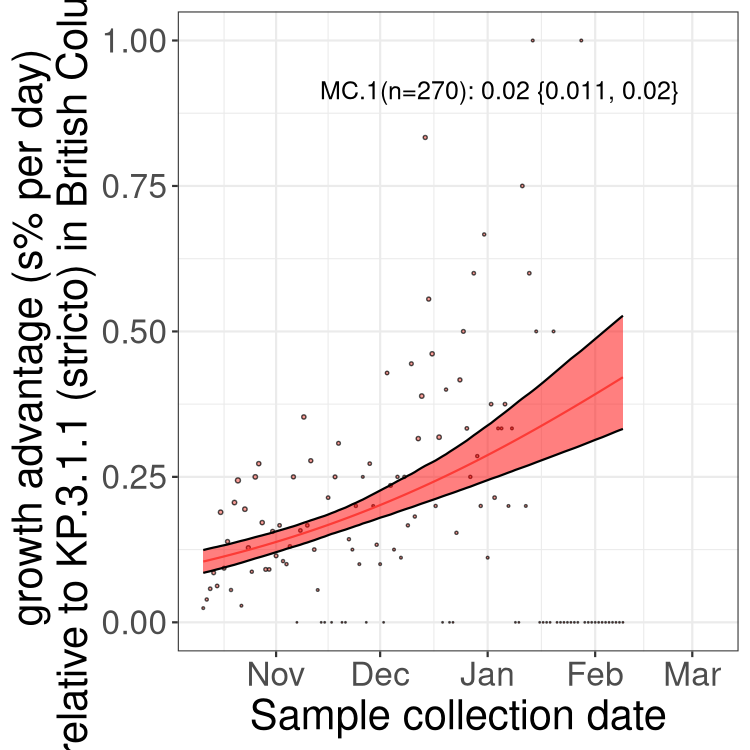 growth advantage (s% per day)
relative to KP.3.1.1 (stricto) in British Colu
1.00
0.75
0.50
0.25
0.00
MC.1(n=270): 0.02 {0.011, 0.02}
Nov Dec Jan Feb Mar
Sample collection date